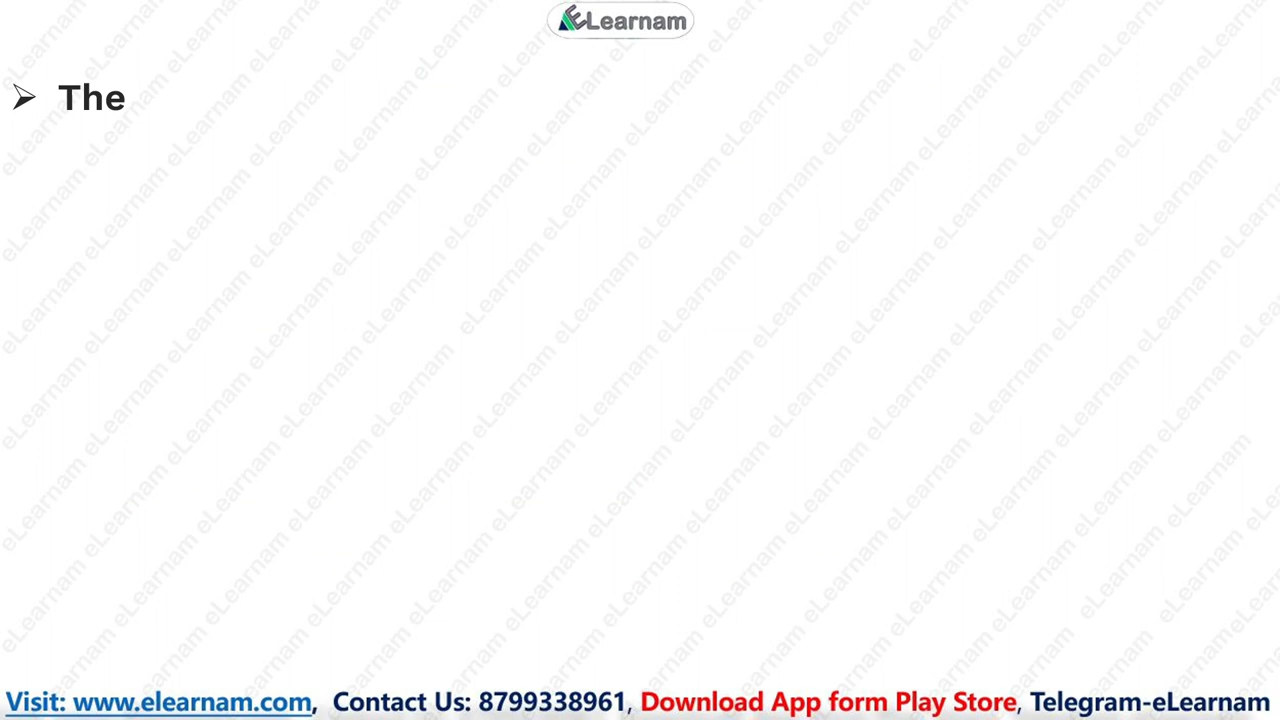 ELearnam
➢ The
Visit: www.elearnam.com, Contact Us: 8799338961, Download App form Play Store, Telegram-eLearnam